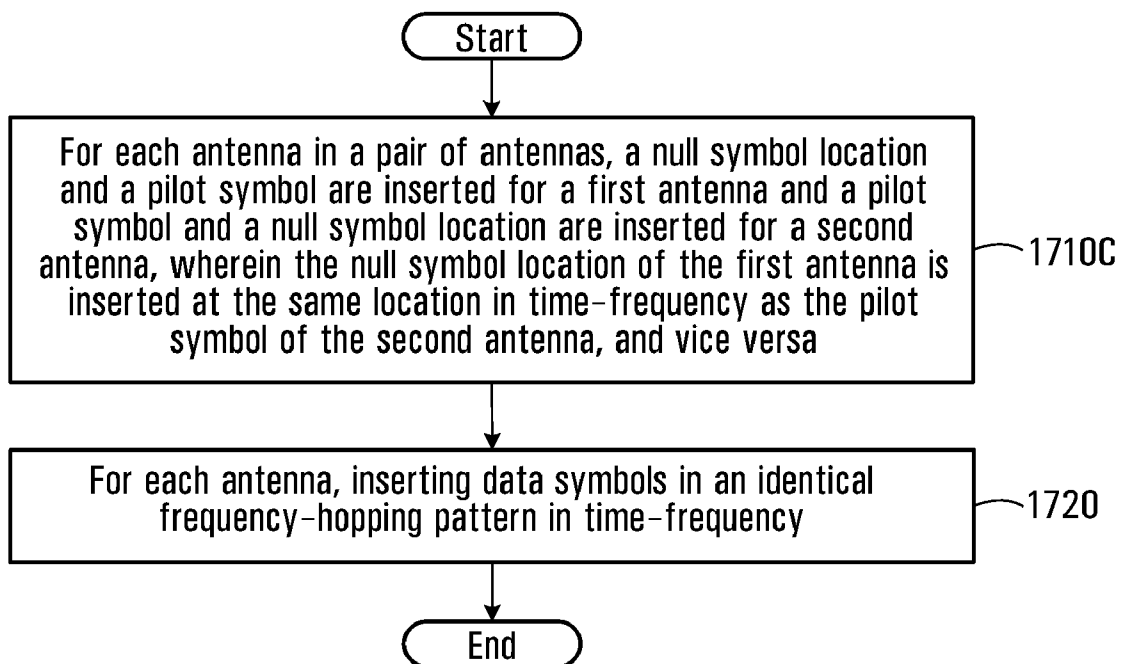 Start
For each antenna in a pair of antennas, a null symbol location
and a pilot symbol are inserted for a first antenna and a pilot
symbol and a null symbol location are inserted for a second
antenna, wherein the null symbol location of the first antenna is
inserted at the same location in time-frequency as the pilot
symbol of the second antenna, and vice versa
1710C
For each antenna, inserting data symbols in an identical
frequency-hopping pattern in time-frequency
1720
End